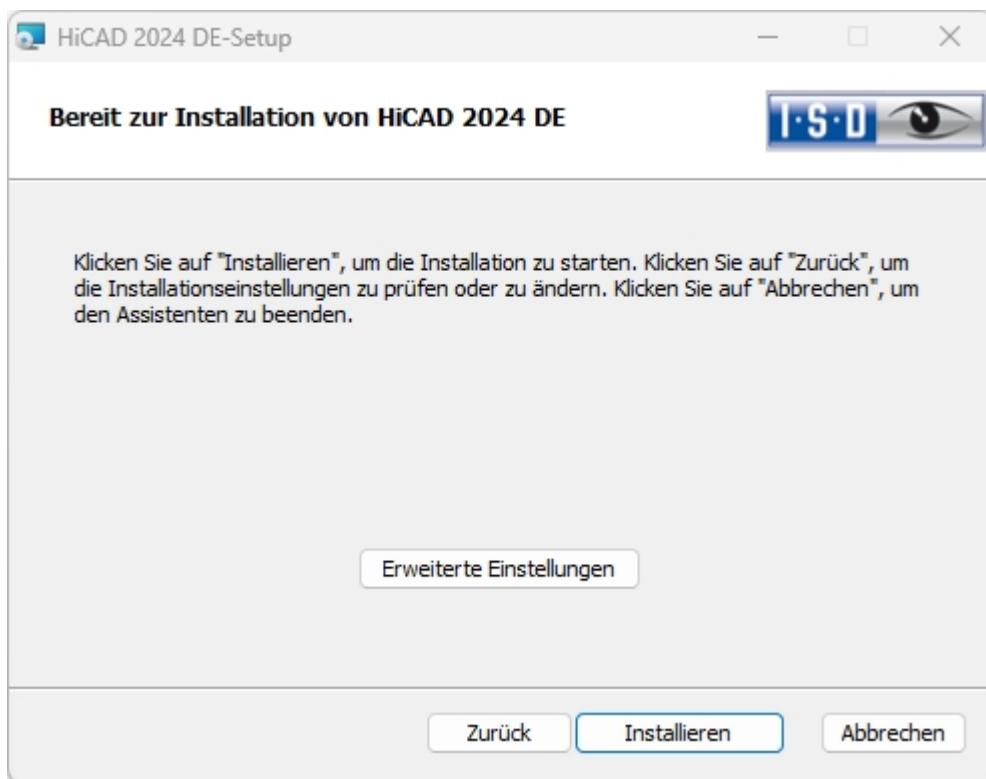 HiCAD 2024 DE-Setup
Bereit zur Installation von HiCAD 2024 DE
I·S·D
Klicken Sie auf "Installieren", um die Installation zu starten. Klicken Sie auf "Zurück", um
die Installationseinstellungen zu prüfen oder zu ändern. Klicken Sie auf "Abbrechen", um
den Assistenten zu beenden.
Erweiterte Einstellungen
Zurück Installieren Abbrechen